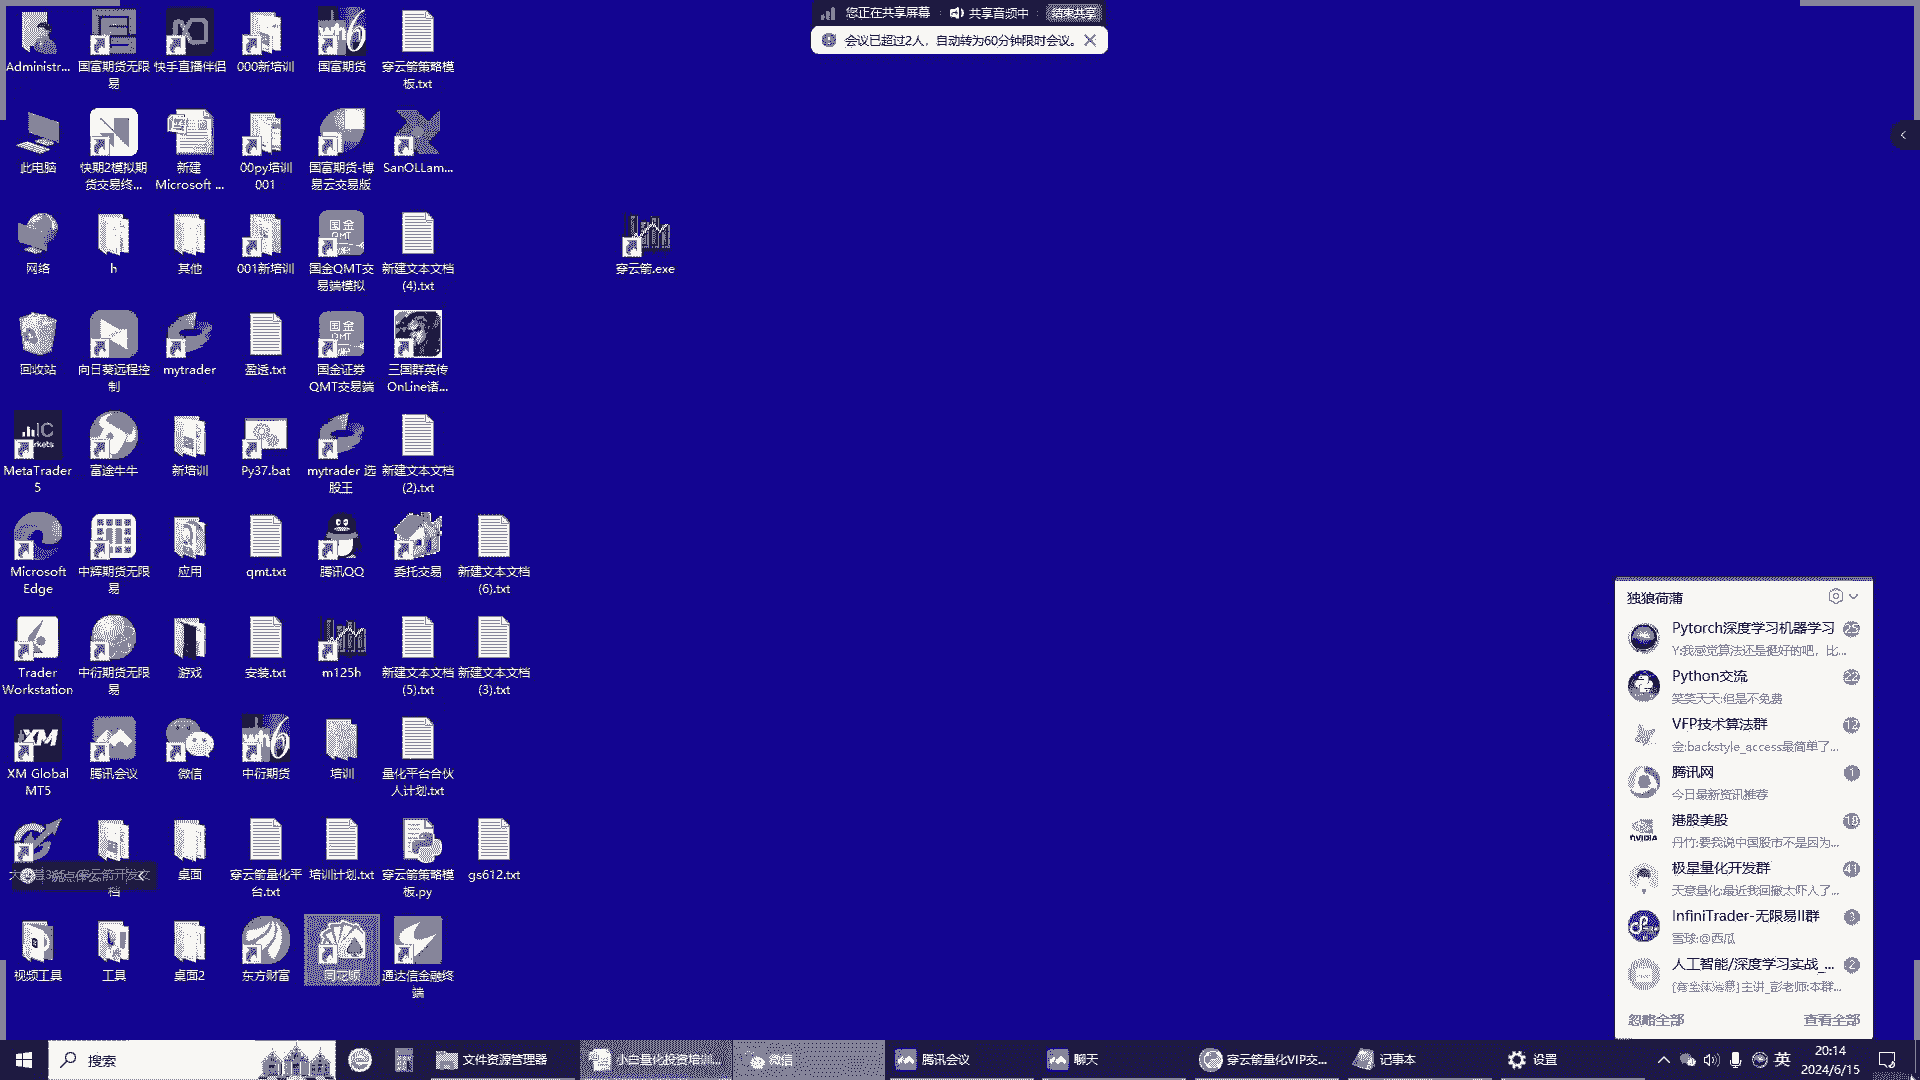 您正在共享屏幕
共享音频中
结束共享
会议已超过2人，自动转为60分钟限时会议。
Administr...
国富期货无限易
快手直播伴侣
000新培训
国富期货
穿云箭策略模板.txt
此电脑
快期2模拟期货交易终...
新建 Microsoft ...
00py培训001
国富期货-博易云交易版
SanOLLam...
网络
h
其他
001新培训
国金QMT交易端模拟
新建文本文档(4).txt
穿云箭.exe
回收站
向日葵远程控制
mytrader
盈透.txt
国金证券QMT交易端
三国群英传OnLine诸...
MetaTrader 5
富途牛牛
新培训
Py37.bat
mytrader 选股王
新建文本文档(2).txt
Microsoft Edge
中辉期货无限易
应用
qmt.txt
腾讯QQ
委托交易
新建文本文档(6).txt
Trader Workstation
中衍期货无限易
游戏
安装.txt
m125h
新建文本文档(5).txt
新建文本文档(3).txt
XM Global MT5
腾讯会议
微信
中衍期货
培训
量化平台合伙人计划.txt
桌面
穿云箭量化平台.txt
培训计划.txt
穿云箭策略模板.py
gs612.txt
视频工具
工具
桌面2
东方财富
同花顺
通达信金融终端
独狼荷蒲
Pytorch深度学习机器学习 25
Y:我感觉算法还是挺好的吧，比...
Python交流 22
笑笑天天:但是不免费
VFP技术算法群 12
金:backstyle_access最简单了...
腾讯网 1
今日最新资讯推荐
港股美股 18
丹竹:要我说中国股市不是因为...
极星量化开发群 41
天意量化:最近我回撤太吓人了...
InfiniTrader-无限易II群 3
雪球:@西瓜
人工智能/深度学习实战_... 2
主讲_彭老师:本群...
忽略全部
查看全部
搜索
文件资源管理器
小白量化投资培训...
微信
腾讯会议
聊天
穿云箭量化VIP交...
记事本
设置
英
20:14
2024/6/15